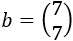 b = (7
7)